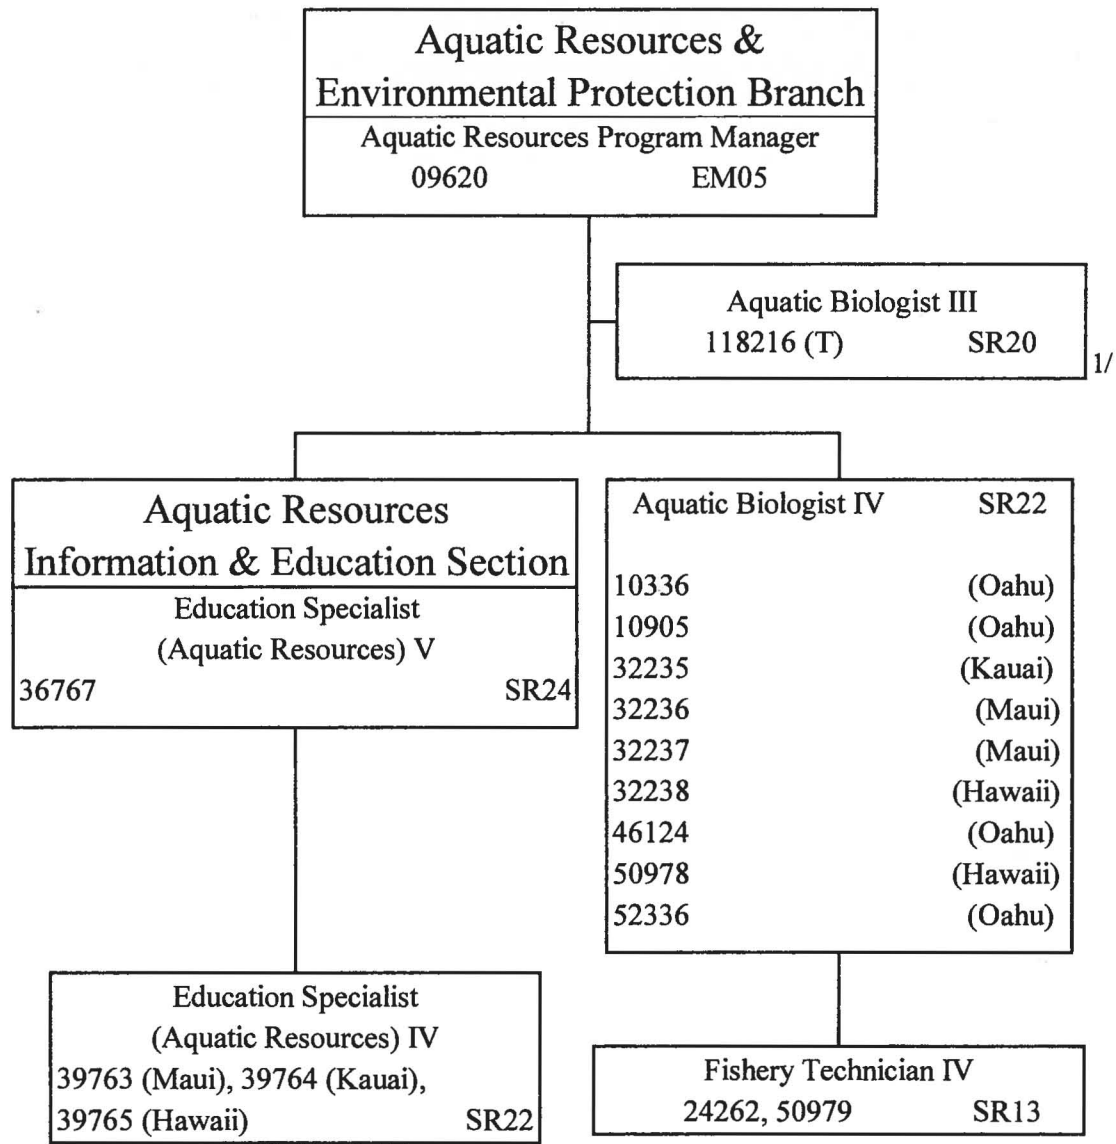 Aquatic Resources &
Environmental Protection Branch
Aquatic Resources Program Manager
09620 EM05
Aquatic Biologist III
118216 (T) SR20
1/
Aquatic Resources
Information & Education Section
Education Specialist
(Aquatic Resources) V
36767 SR24
Aquatic Biologist IV SR22
10336 (Oahu)
10905 (Oahu)
32235 (Kauai)
32236 (Maui)
32237 (Maui)
32238 (Hawaii)
46124 (Oahu)
50978 (Hawaii)
52336 (Oahu)
Education Specialist
(Aquatic Resources) IV
39763 (Maui), 39764 (Kauai),
39765 (Hawaii) SR22
Fishery Technician IV
24262, 50979 SR13